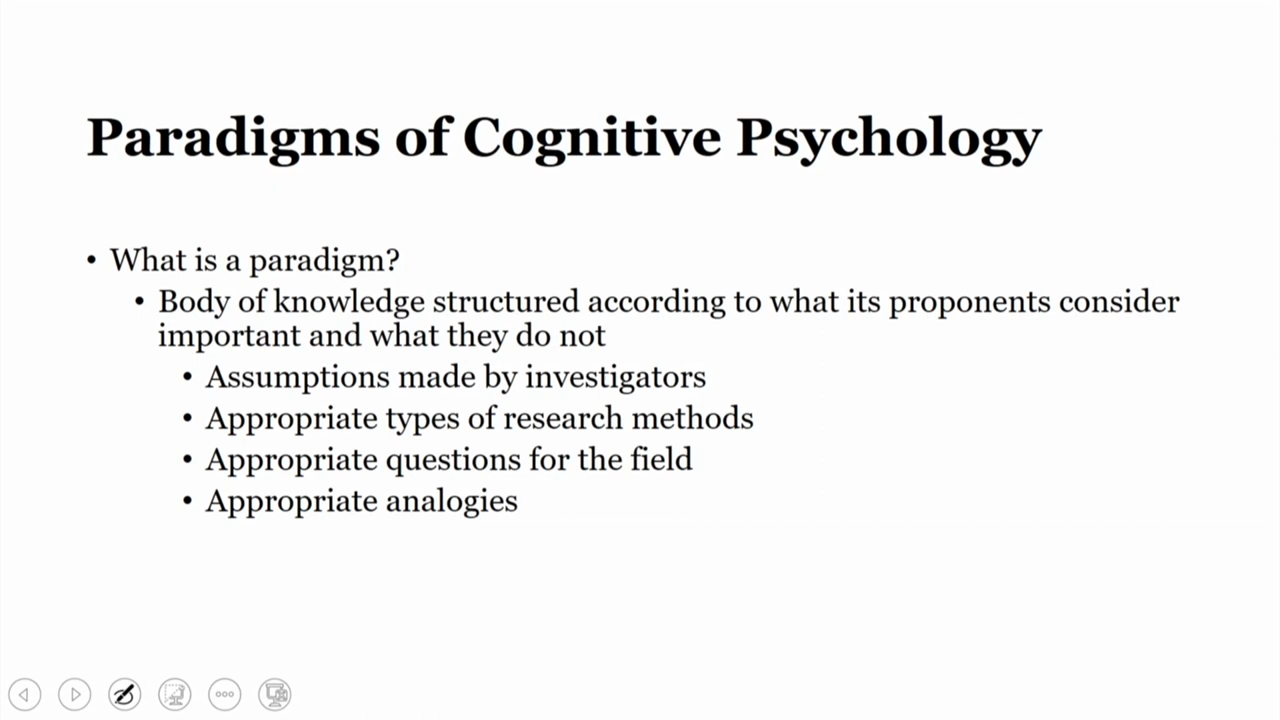 Paradigms of Cognitive Psychology
• What is a paradigm?
• Body of knowledge structured according to what its proponents consider
important and what they do not
• Assumptions made by investigators
• Appropriate types of research methods
• Appropriate questions for the field
• Appropriate analogies